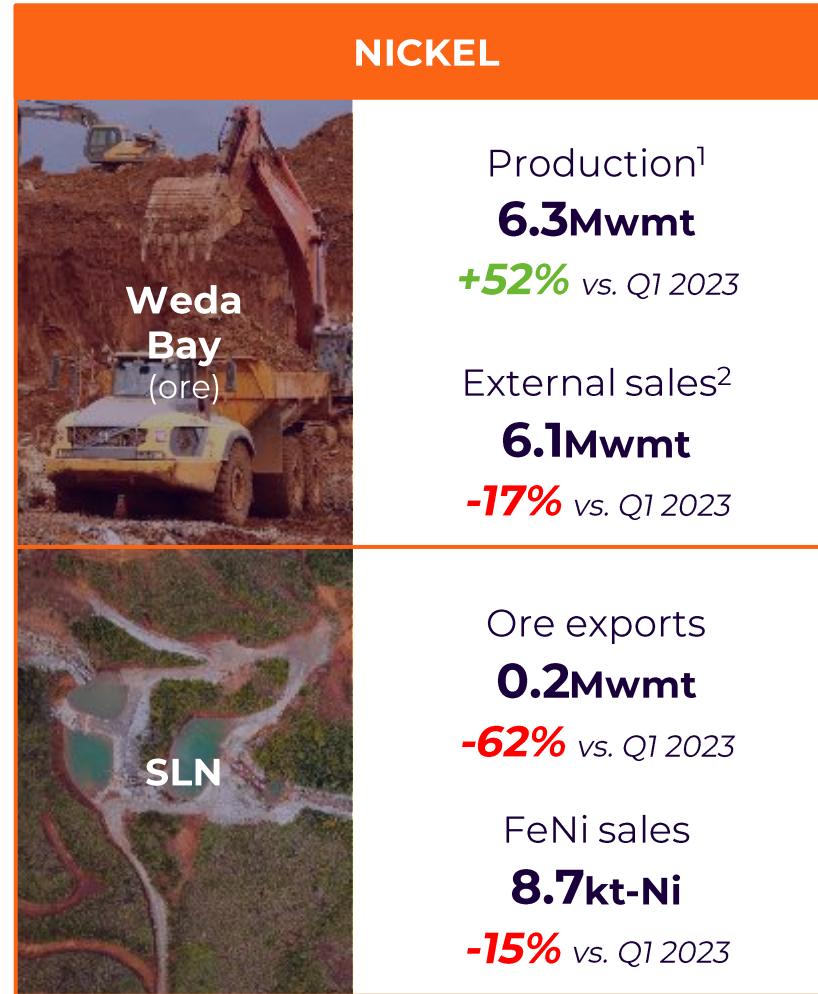 NICKEL
Weda
Bay
(ore)
Production¹
6.3Mwmt
+52% vs. Q1 2023
External sales²
6.1Mwmt
-17% vs. Q1 2023
SLN
Ore exports
0.2Mwmt
-62% vs. Q1 2023
FeNi sales
8.7kt-Ni
-15% vs. Q1 2023